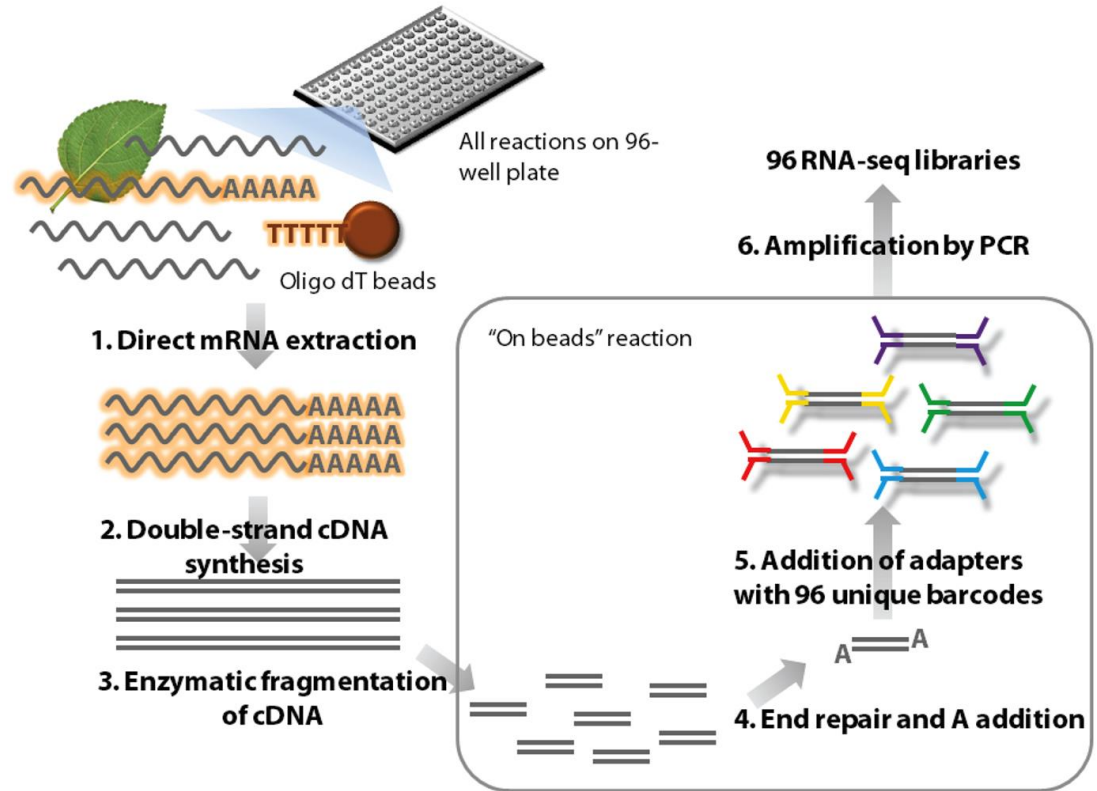 All reactions on 96-
well plate
AAAAA
TTTTT
Oligo dT beads
1. Direct mRNA extraction
AAAAA
AAAAA
AAAAA
2. Double-strand cDNA
synthesis
3. Enzymatic fragmentation
of cDNA
"On beads" reaction
4. End repair and A addition
A
A
5. Addition of adapters
with 96 unique barcodes
6. Amplification by PCR
96 RNA-seq libraries